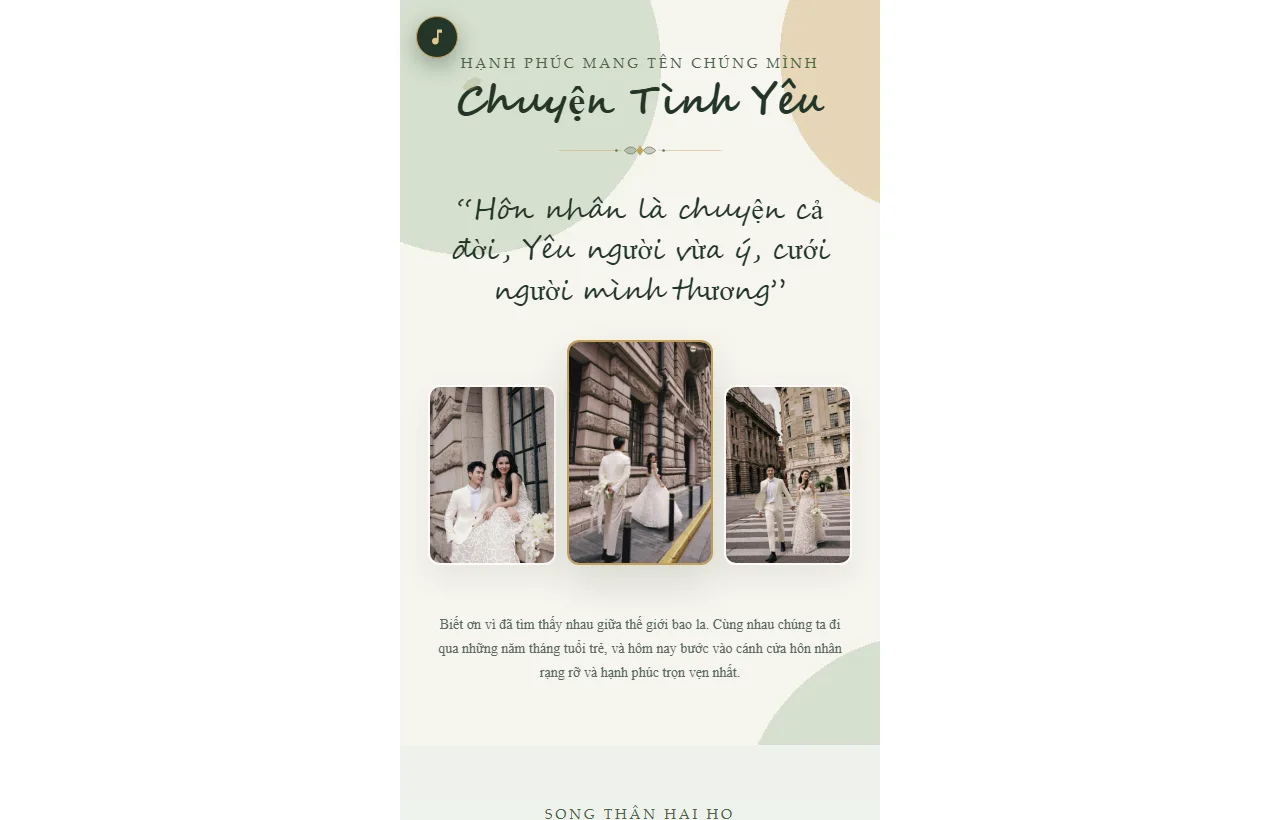 HẠNH PHÚC MANG TÊN CHÚNG MÌNH
Chuyện Tình Yêu
“Hôn nhân là chuyện cả
đời, Yêu người vừa ý, cưới
người mình thương”
Biết ơn vì đã tìm thấy nhau giữa thế giới bao la. Cùng nhau chúng ta đi
qua những năm tháng tuổi trẻ, và hôm nay bước vào cánh cửa hôn nhân
rạng rỡ và hạnh phúc trọn vẹn nhất.
SONG THÂN HAI HỌ